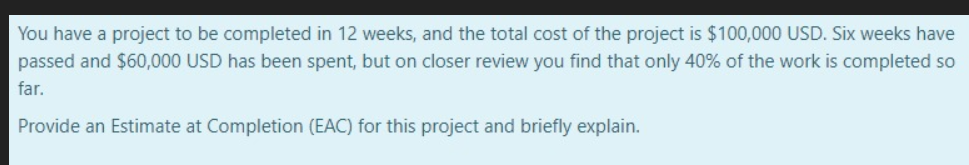 You have a project to be completed in 12 weeks, and the total cost of the project is $100,000 USD. Six weeks have
passed and $60,000 USD has been spent, but on closer review you find that only 40% of the work is completed so
far.
Provide an Estimate at Completion (EAC) for this project and briefly explain.